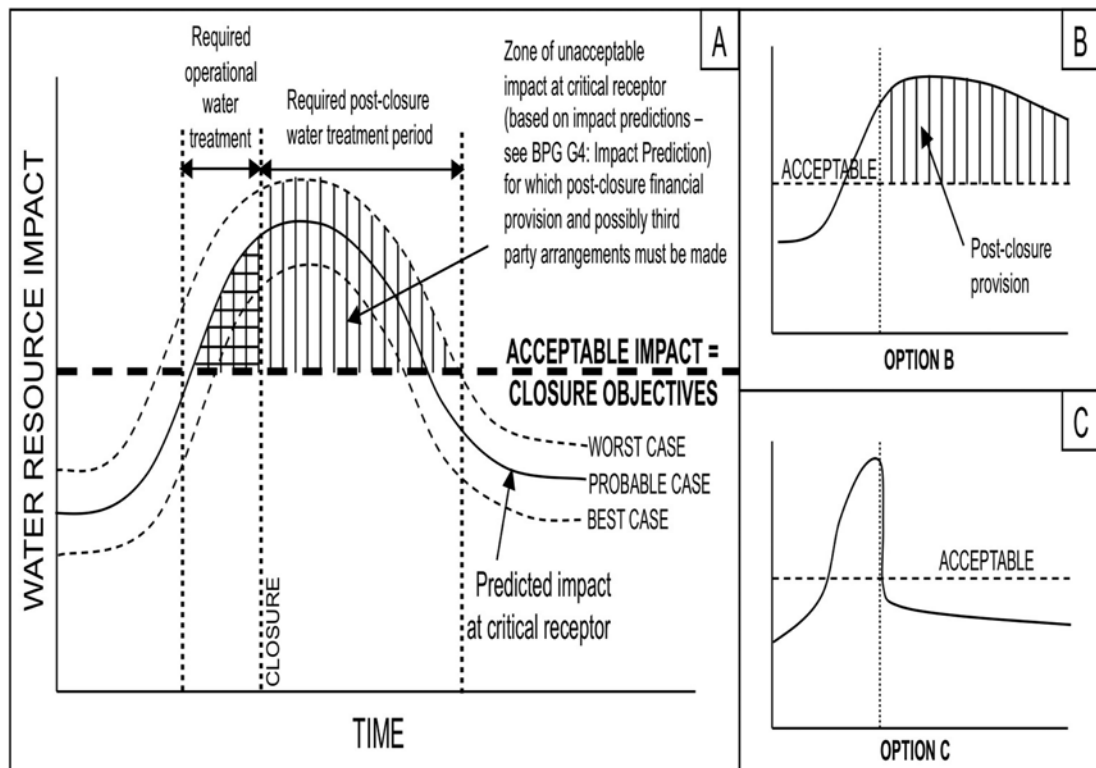 A
Required
operational
water
treatment
Required post-closure
water treatment period
Zone of unacceptable
impact at critical receptor
(based on impact predictions –
see BPG G4: Impact Prediction)
for which post-closure financial
provision and possibly third
party arrangements must be made
WATER RESOURCE IMPACT
ACCEPTABLE IMPACT =
CLOSURE OBJECTIVES
WORST CASE
PROBABLE CASE
BEST CASE
Predicted impact
at critical receptor
CLOSURE
TIME
B
ACCEPTABLE
Post-closure
provision
OPTION B
C
ACCEPTABLE
OPTION C